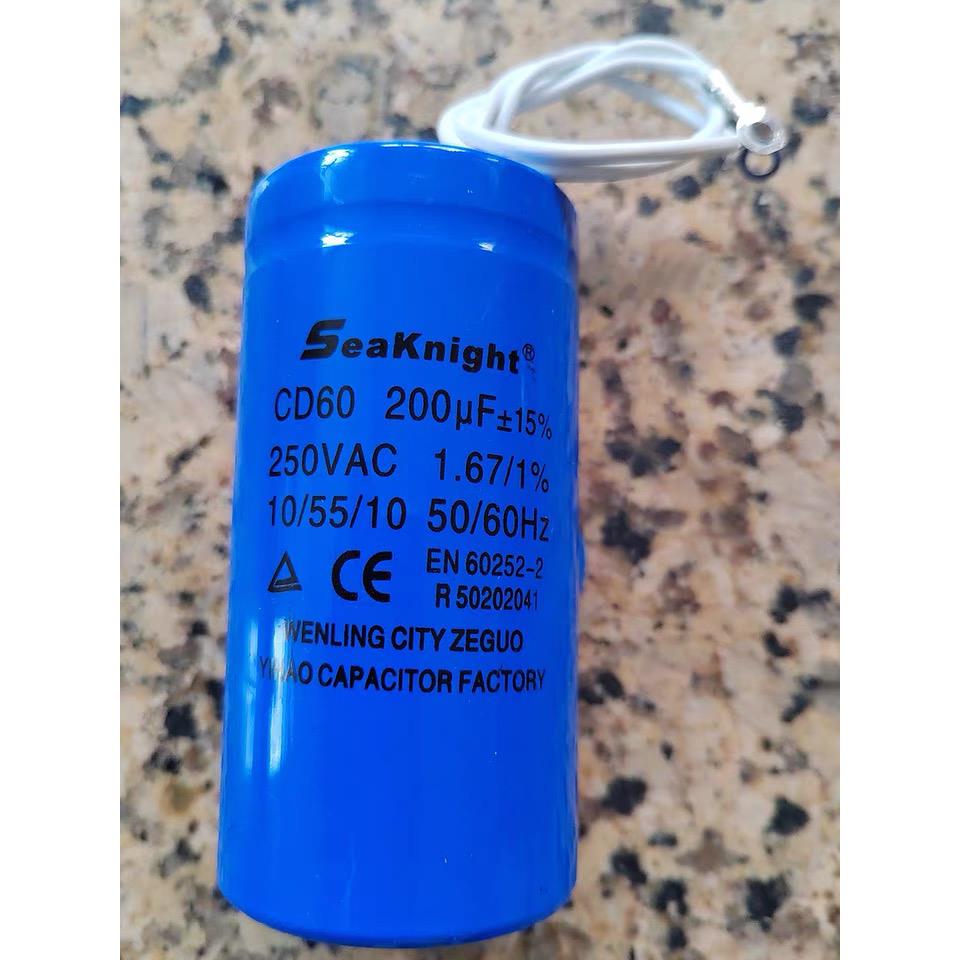 SeaKnight®
CD60 200µF±15%
250VAC 1.67/1%
10/55/10 50/60Hz
CE EN 60252-2
R 50202041
WENLING CITY ZEGUO
YIHAO CAPACITOR FACTORY